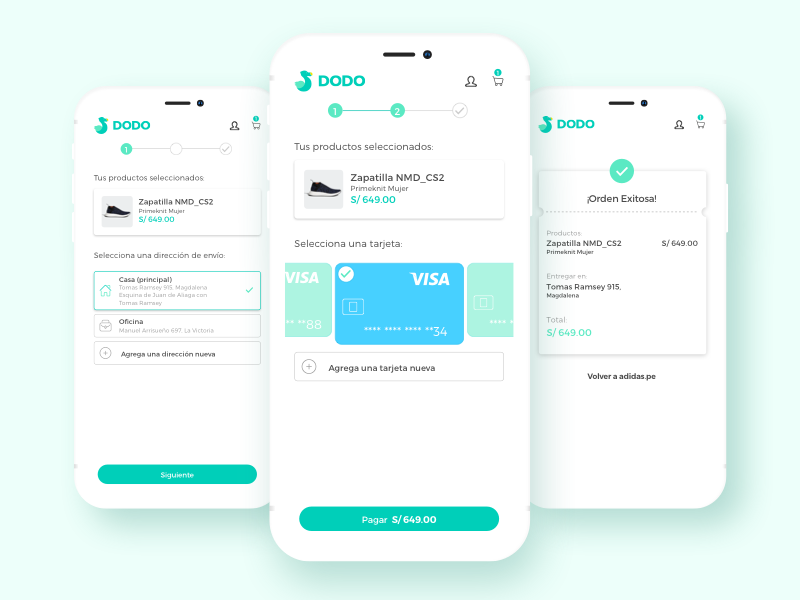 DODO
1
1
Tus productos seleccionados:
Zapatilla NMD_CS2
Primeknit Mujer
S/ 649.00
Selecciona una dirección de envío:
Casa (principal)
Tomas Ramsey 915, Magdalena
Esquina de Juan de Aliaga con
Tomas Ramsey
Oficina
Manuel Arrisueño 697, La Victoria
Agrega una dirección nueva
Siguiente
DODO
1
1
2
Tus productos seleccionados:
Zapatilla NMD_CS2
Primeknit Mujer
S/ 649.00
Selecciona una tarjeta:
VISA
** **88
VISA
**** **** **** **34
**** *
Agrega una tarjeta nueva
Pagar S/ 649.00
DODO
1
¡Orden Exitosa!
Productos:
Zapatilla NMD_CS2 S/ 649.00
Primeknit Mujer
Entregar en:
Tomas Ramsey 915,
Magdalena
Total:
S/ 649.00
Volver a adidas.pe